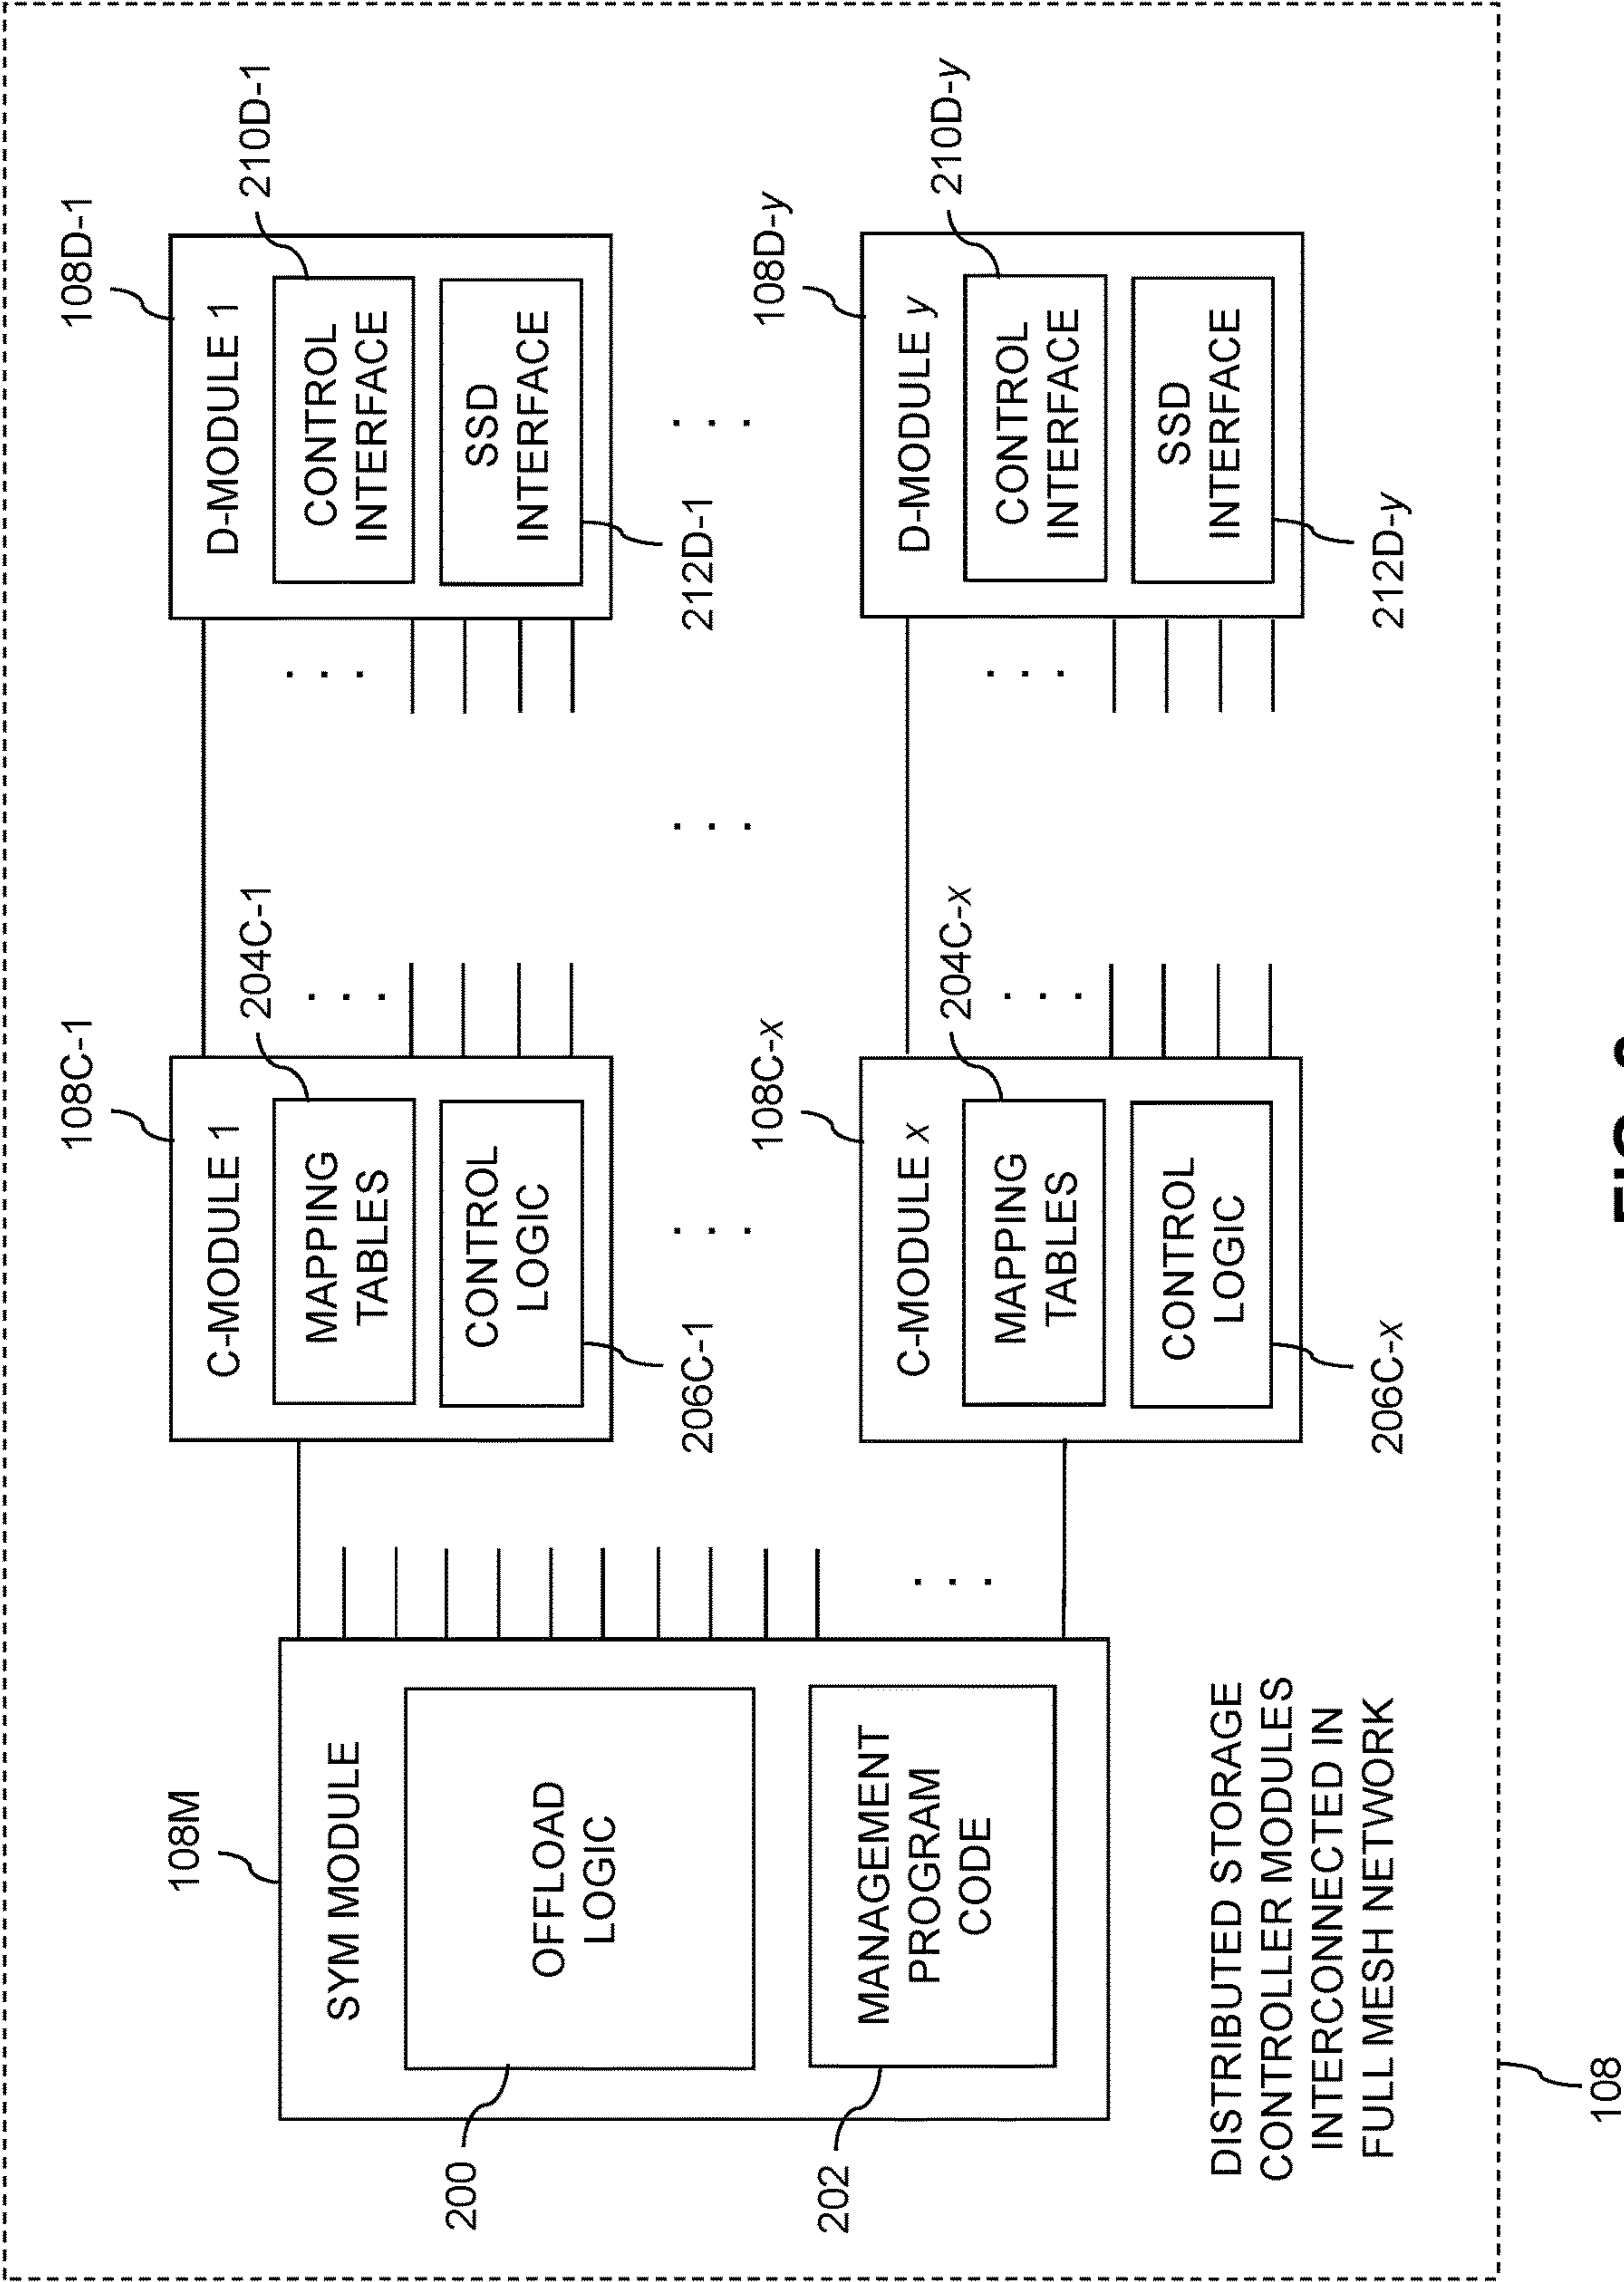 108M
SYM MODULE
OFFLOAD
LOGIC
200
MANAGEMENT
PROGRAM
CODE
202
108C-1
C-MODULE 1
204C-1
MAPPING
TABLES
CONTROL
LOGIC
206C-1
. . .
108D-1
D-MODULE 1
210D-1
CONTROL
INTERFACE
SSD
INTERFACE
212D-1
. . .
108C-x
C-MODULE x
204C-x
MAPPING
TABLES
CONTROL
LOGIC
206C-x
108D-y
D-MODULE y
210D-y
CONTROL
INTERFACE
SSD
INTERFACE
212D-y
DISTRIBUTED STORAGE
CONTROLLER MODULES
INTERCONNECTED IN
FULL MESH NETWORK
108